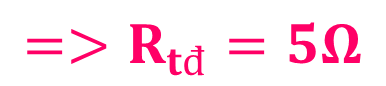 => Rtđ = 5Ω